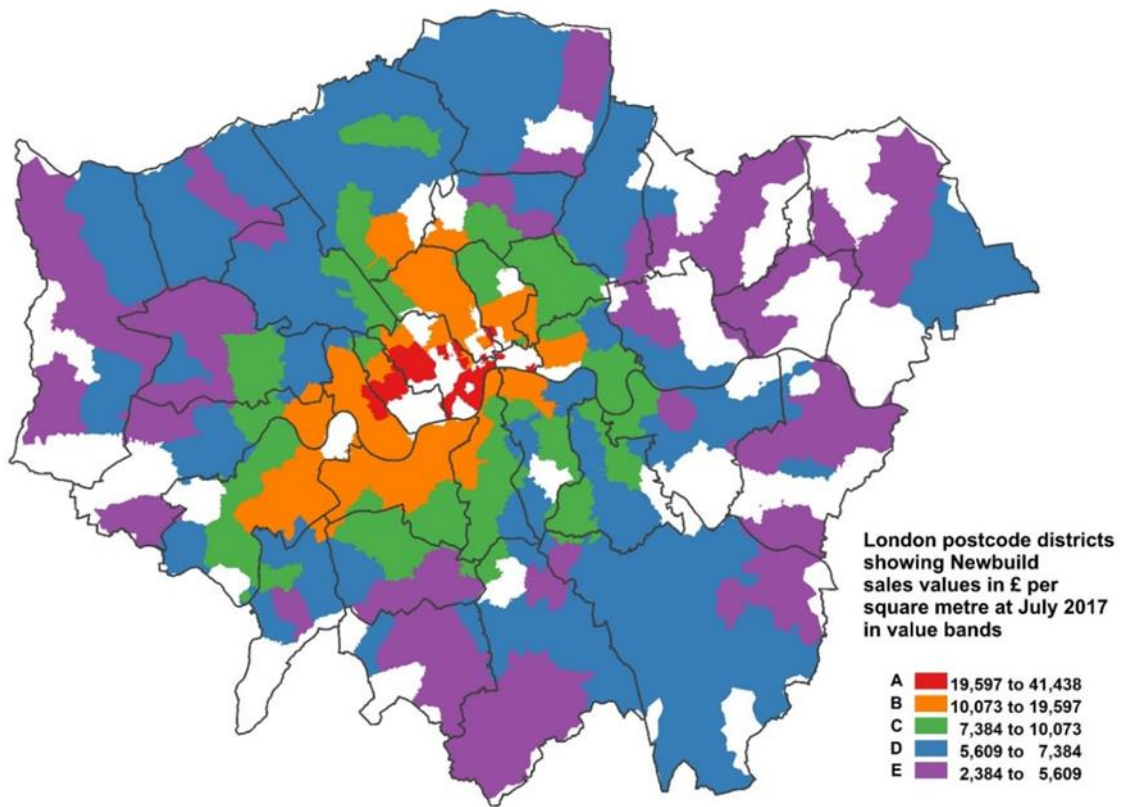 London postcode districts
showing Newbuild
sales values in £ per
square metre at July 2017
in value bands
A 19,597 to 41,438
B 10,073 to 19,597
C 7,384 to 10,073
D 5,609 to 7,384
E 2,384 to 5,609